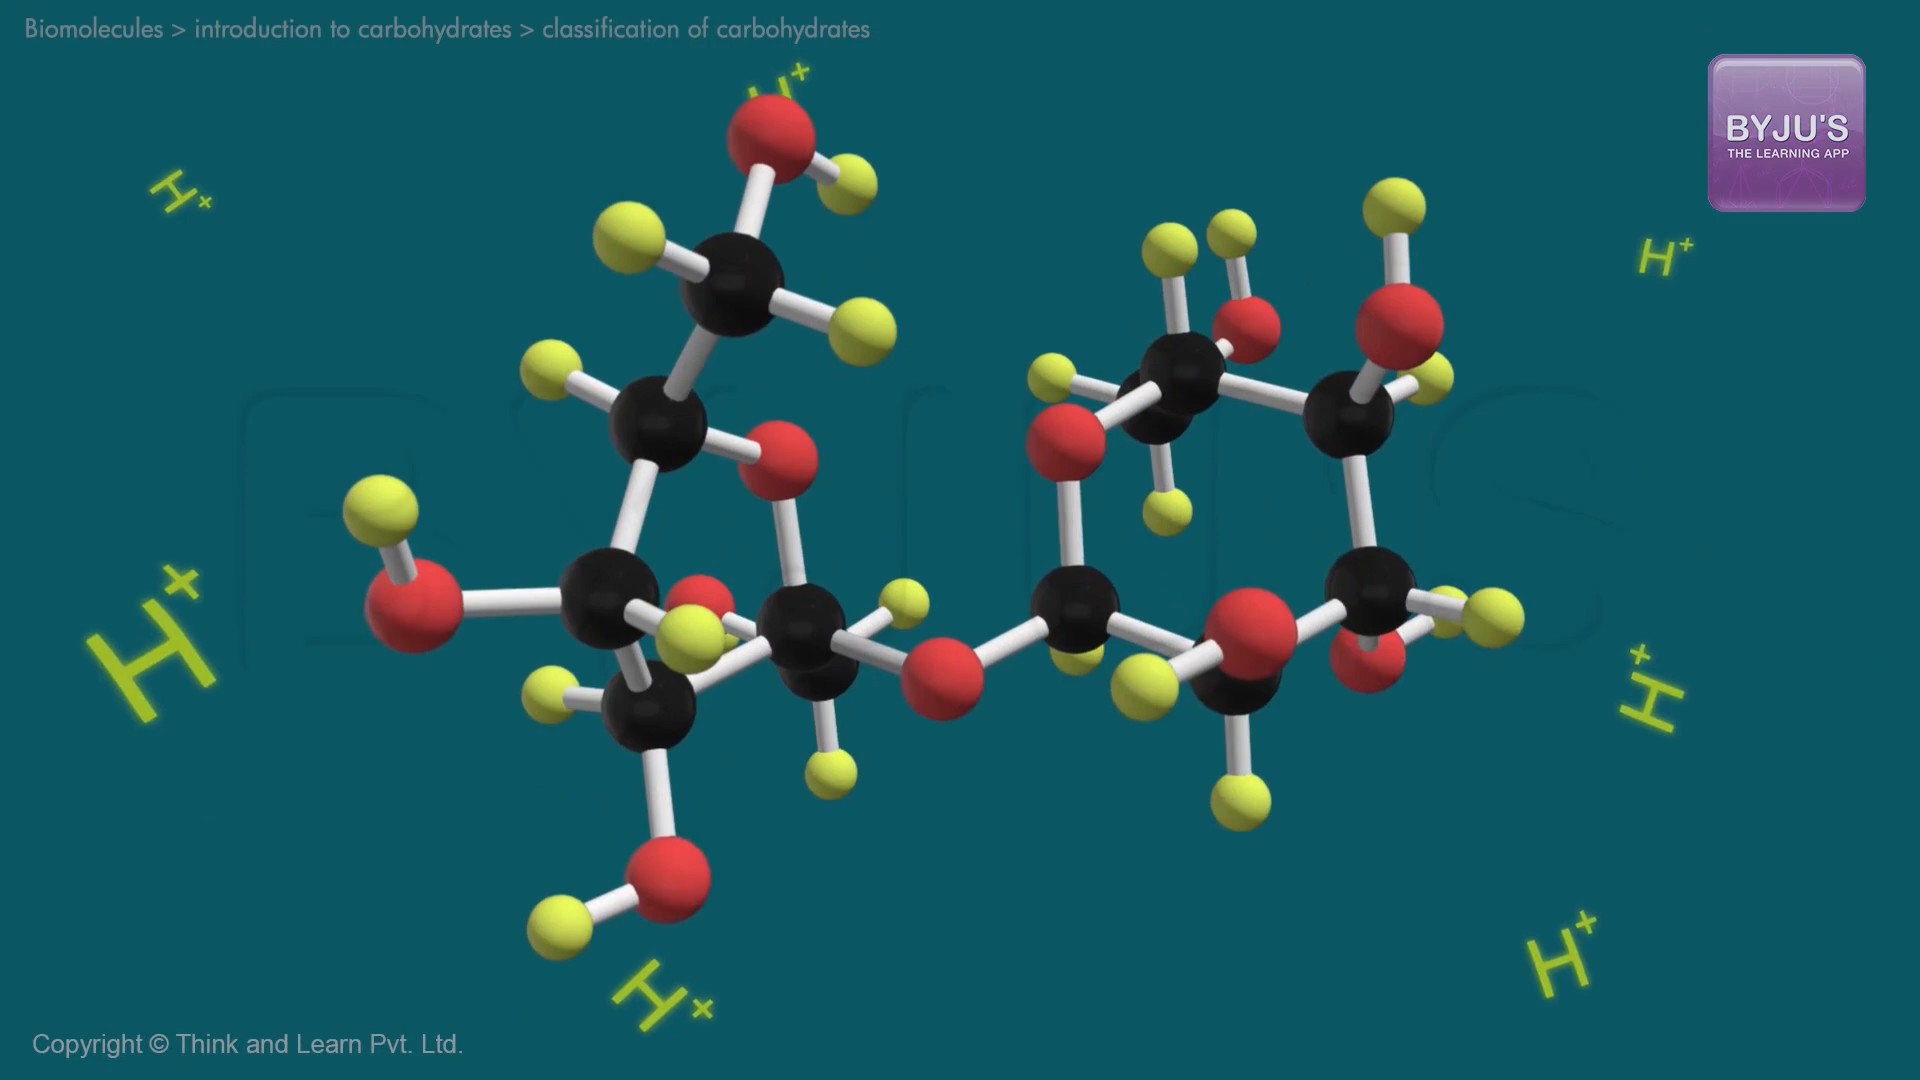 Biomolecules > introduction to carbohydrates > classification of carbohydrates
H+
H+
BYJU'S
THE LEARNING APP
H+
H+
H+
H+
H+
Copyright © Think and Learn Pvt. Ltd.